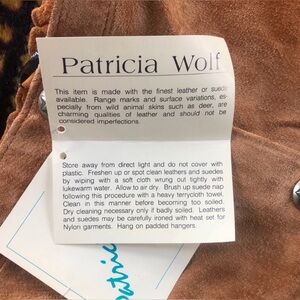 Patricia Wolf
This item is made with the finest leather or suede
available. Range marks and surface variations, es-
pecially from wild animal skins such as deer, are
charming qualities of leather and should not be
considered imperfections.
Store away from direct light and do not cover with
plastic. Freshen up or spot clean leathers and suedes
by wiping with a soft cloth wrung out tightly with
lukewarm water. Allow to air dry. Brush up suede nap
following this procedure with a heavy terrycloth towel.
Clean in this manner before becoming too soiled.
Dry cleaning necessary only if badly soiled. Leathers
and suedes may be carefully ironed with heat set for
Nylon garments. Hang on padded hangers.
Patric